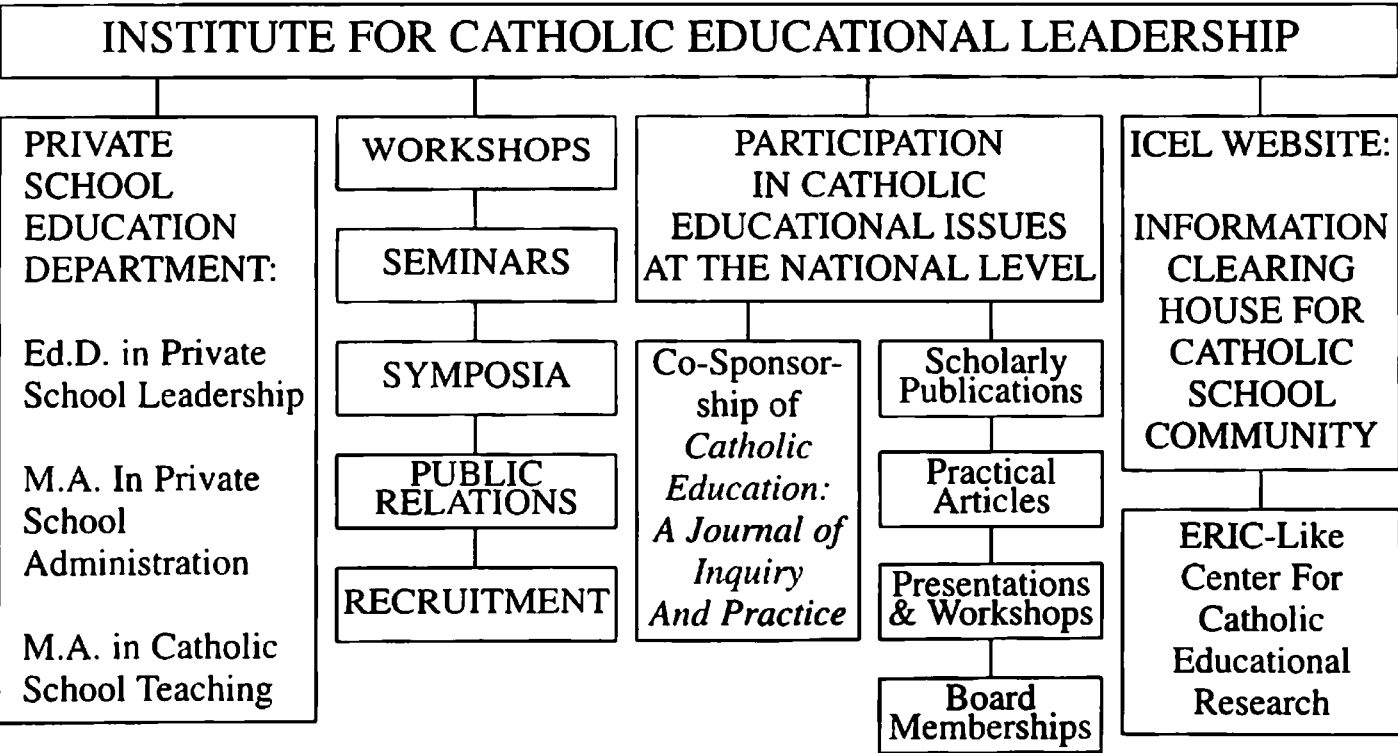 INSTITUTE FOR CATHOLIC EDUCATIONAL LEADERSHIP
PRIVATE
SCHOOL
EDUCATION
DEPARTMENT:
Ed.D. in Private
School Leadership
M.A. In Private
School
Administration
M.A. in Catholic
School Teaching
WORKSHOPS
SEMINARS
SYMPOSIA
PUBLIC
RELATIONS
RECRUITMENT
PARTICIPATION
IN CATHOLIC
EDUCATIONAL ISSUES
AT THE NATIONAL LEVEL
Co-Sponsor-
ship of
Catholic
Education:
A Journal of
Inquiry
And Practice
Scholarly
Publications
Practical
Articles
Presentations
& Workshops
Board
Memberships
ICEL WEBSITE:
INFORMATION
CLEARING
HOUSE FOR
CATHOLIC
SCHOOL
COMMUNITY
ERIC-Like
Center For
Catholic
Educational
Research